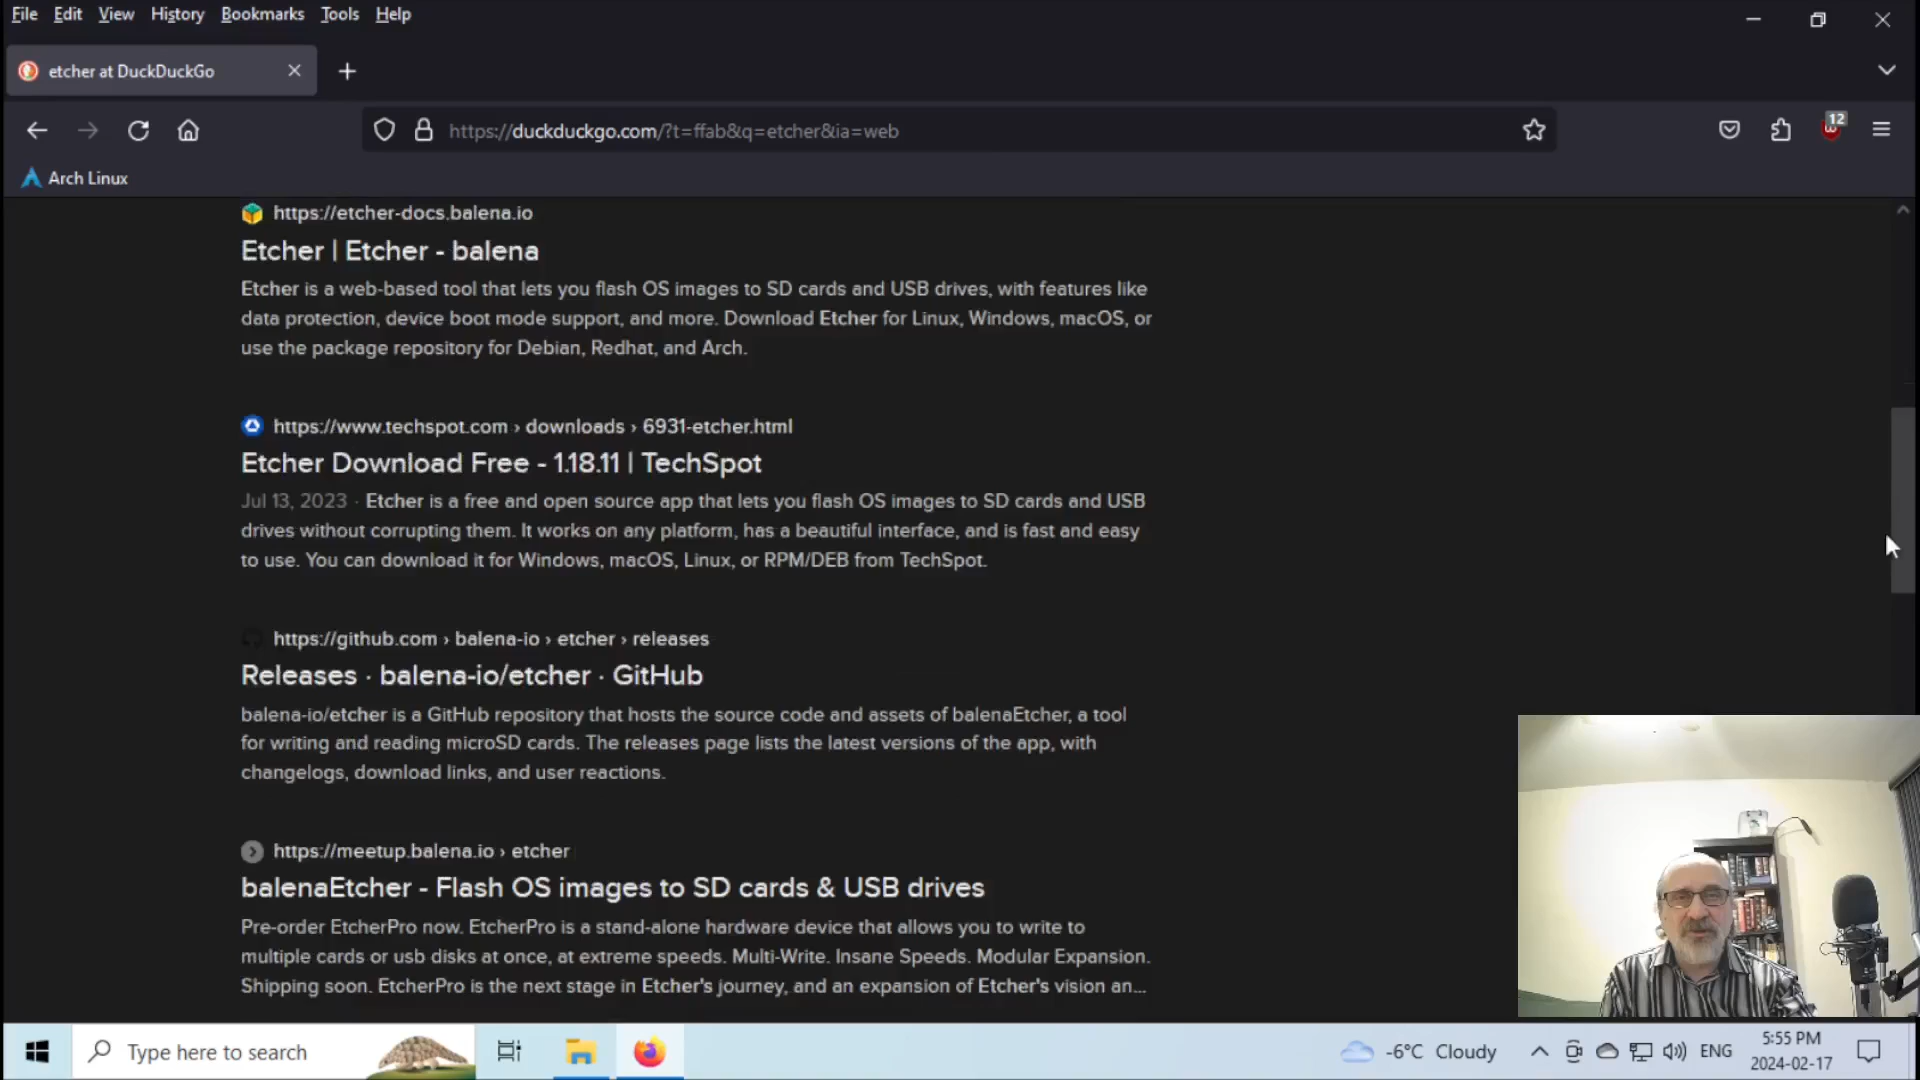 File Edit View History Bookmarks Tools Help
etcher at DuckDuckGo
https://duckduckgo.com/?t=ffab&q=etcher&ia=web
12
Arch Linux
https://etcher-docs.balena.io
Etcher | Etcher - balena
Etcher is a web-based tool that lets you flash OS images to SD cards and USB drives, with features like
data protection, device boot mode support, and more. Download Etcher for Linux, Windows, macOS, or
use the package repository for Debian, Redhat, and Arch.
https://www.techspot.com › downloads › 6931-etcher.html
Etcher Download Free - 1.18.11 | TechSpot
Jul 13, 2023 · Etcher is a free and open source app that lets you flash OS images to SD cards and USB
drives without corrupting them. It works on any platform, has a beautiful interface, and is fast and easy
to use. You can download it for Windows, macOS, Linux, or RPM/DEB from TechSpot.
https://github.com › balena-io › etcher › releases
Releases · balena-io/etcher · GitHub
balena-io/etcher is a GitHub repository that hosts the source code and assets of balenaEtcher, a tool
for writing and reading microSD cards. The releases page lists the latest versions of the app, with
changelogs, download links, and user reactions.
https://meetup.balena.io › etcher
balenaEtcher - Flash OS images to SD cards & USB drives
Pre-order EtcherPro now. EtcherPro is a stand-alone hardware device that allows you to write to
multiple cards or usb disks at once, at extreme speeds. Multi-Write. Insane Speeds. Modular Expansion.
Shipping soon. EtcherPro is the next stage in Etcher's journey, and an expansion of Etcher's vision an...
Type here to search
-6°C Cloudy
ENG
5:55 PM
2024-02-17